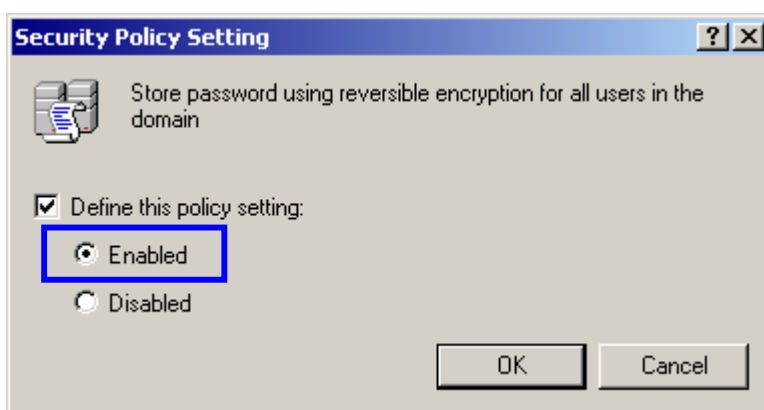 Security Policy Setting
Store password using reversible encryption for all users in the
domain
Define this policy setting:
Enabled
Disabled
OK
Cancel